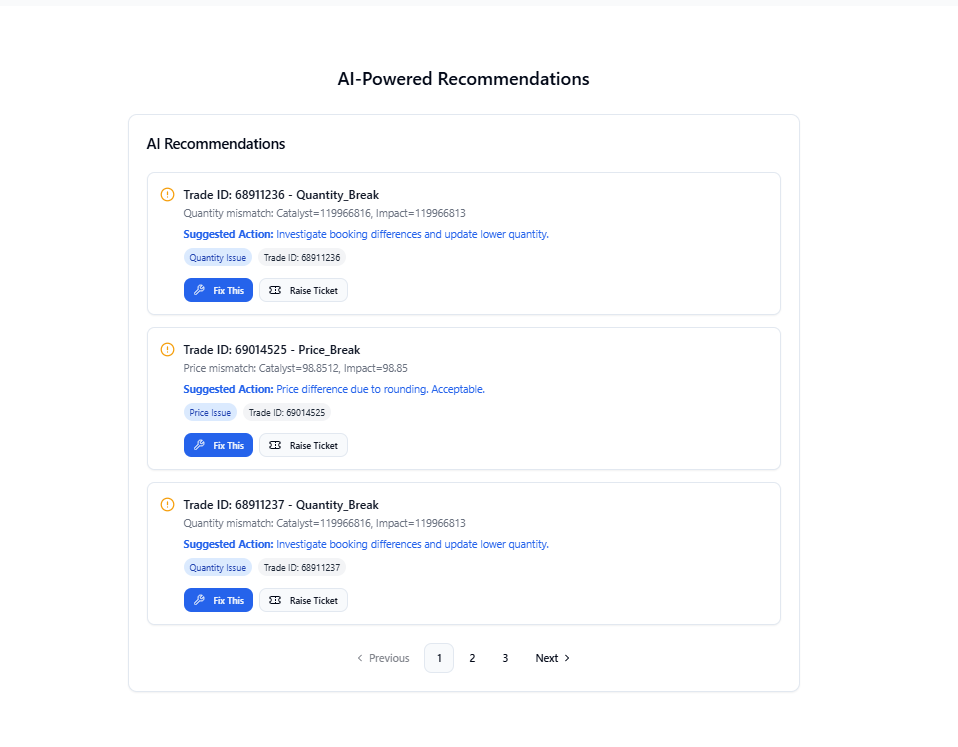 AI-Powered Recommendations
AI Recommendations
Trade ID: 68911236 - Quantity_Break
Quantity mismatch: Catalyst=119966816, Impact=119966813
Suggested Action: Investigate booking differences and update lower quantity.
Quantity Issue Trade ID: 68911236
Fix This Raise Ticket
Trade ID: 69014525 - Price_Break
Price mismatch: Catalyst=98.8512, Impact=98.85
Suggested Action: Price difference due to rounding. Acceptable.
Price Issue Trade ID: 69014525
Fix This Raise Ticket
Trade ID: 68911237 - Quantity_Break
Quantity mismatch: Catalyst=119966816, Impact=119966813
Suggested Action: Investigate booking differences and update lower quantity.
Quantity Issue Trade ID: 68911237
Fix This Raise Ticket
Previous 1 2 3 Next